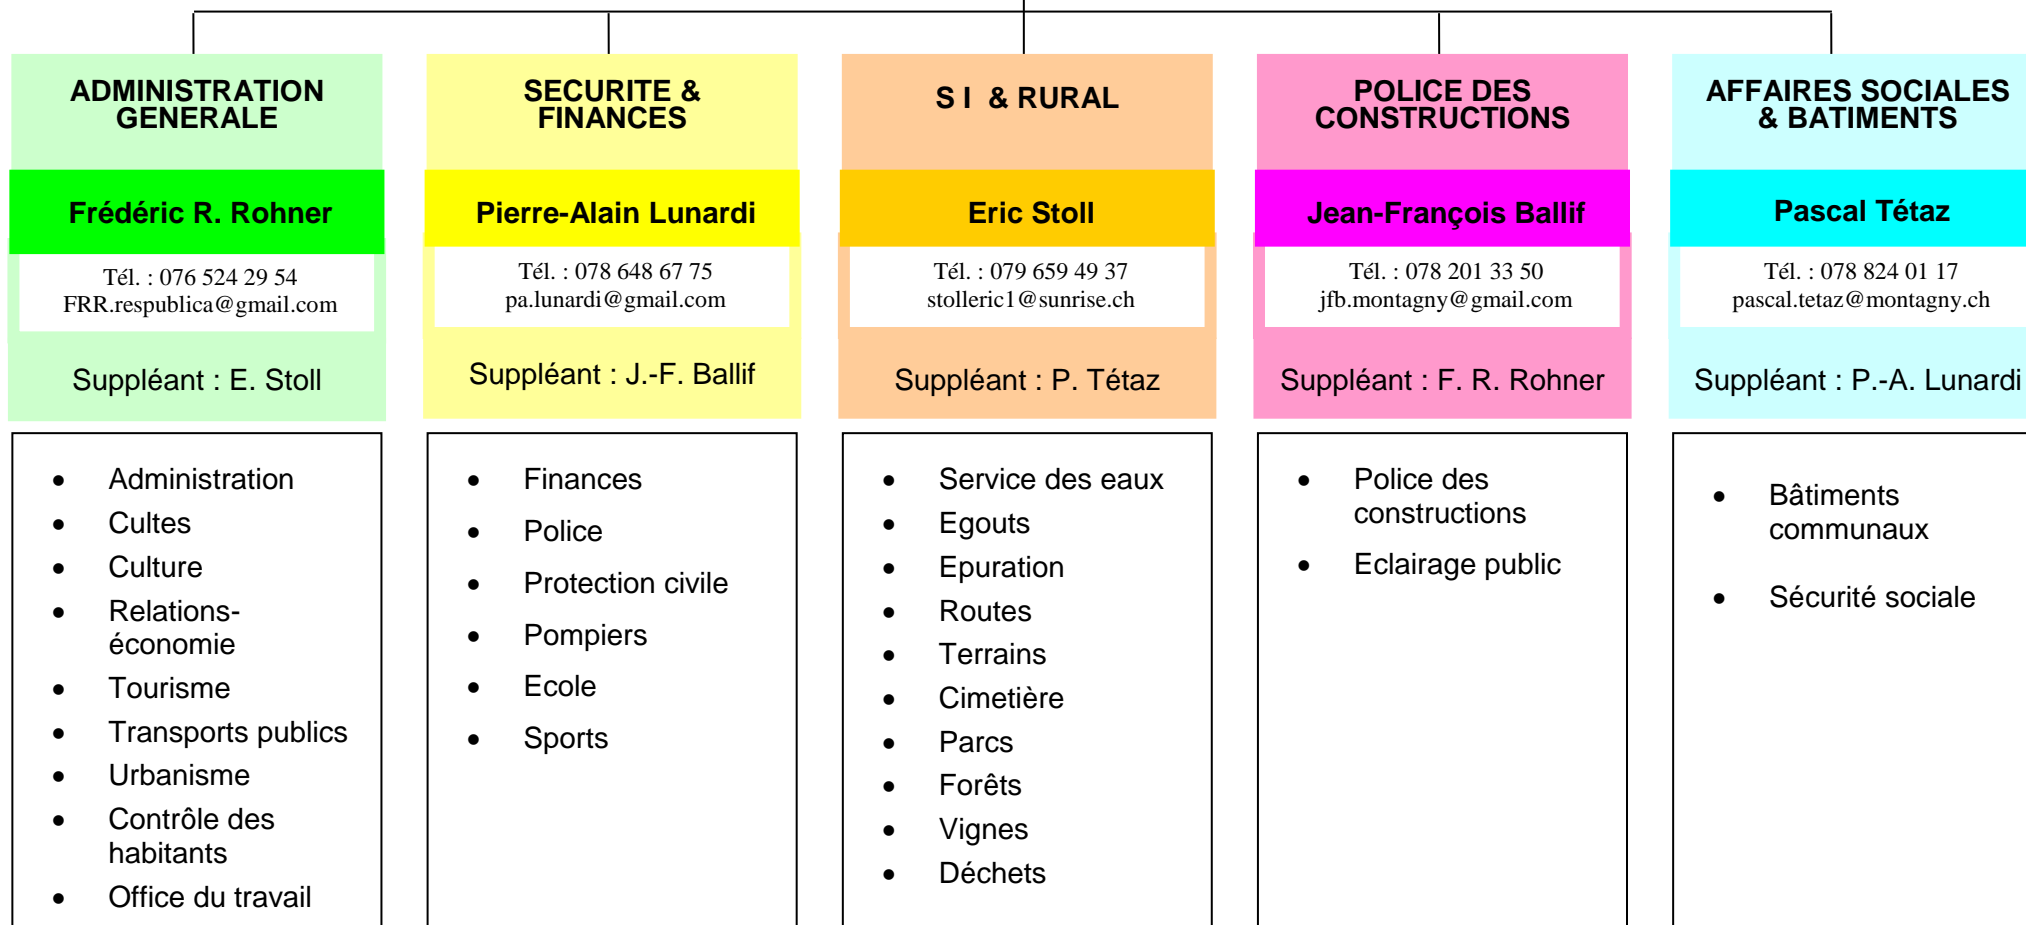 ADMINISTRATION
GENERALE
Frédéric R. Rohner
Tél. : 076 524 29 54
FRR.respublica@gmail.com
Suppléant : E. Stoll
• Administration
• Cultes
• Culture
• Relations-
économie
• Tourisme
• Transports publics
• Urbanisme
• Contrôle des
habitants
• Office du travail
SECURITE &
FINANCES
Pierre-Alain Lunardi
Tél. : 078 648 67 75
pa.lunardi@gmail.com
Suppléant : J.-F. Ballif
• Finances
• Police
• Protection civile
• Pompiers
• Ecole
• Sports
S I & RURAL
Eric Stoll
Tél. : 079 659 49 37
stolleric1@sunrise.ch
Suppléant : P. Tétaz
• Service des eaux
• Egouts
• Epuration
• Routes
• Terrains
• Cimetière
• Parcs
• Forêts
• Vignes
• Déchets
POLICE DES
CONSTRUCTIONS
Jean-François Ballif
Tél. : 078 201 33 50
jfb.montagny@gmail.com
Suppléant : F. R. Rohner
• Police des
constructions
• Eclairage public
AFFAIRES SOCIALES
& BATIMENTS
Pascal Tétaz
Tél. : 078 824 01 17
pascal.tetaz@montagny.ch
Suppléant : P.-A. Lunardi
• Bâtiments
communaux
• Sécurité sociale